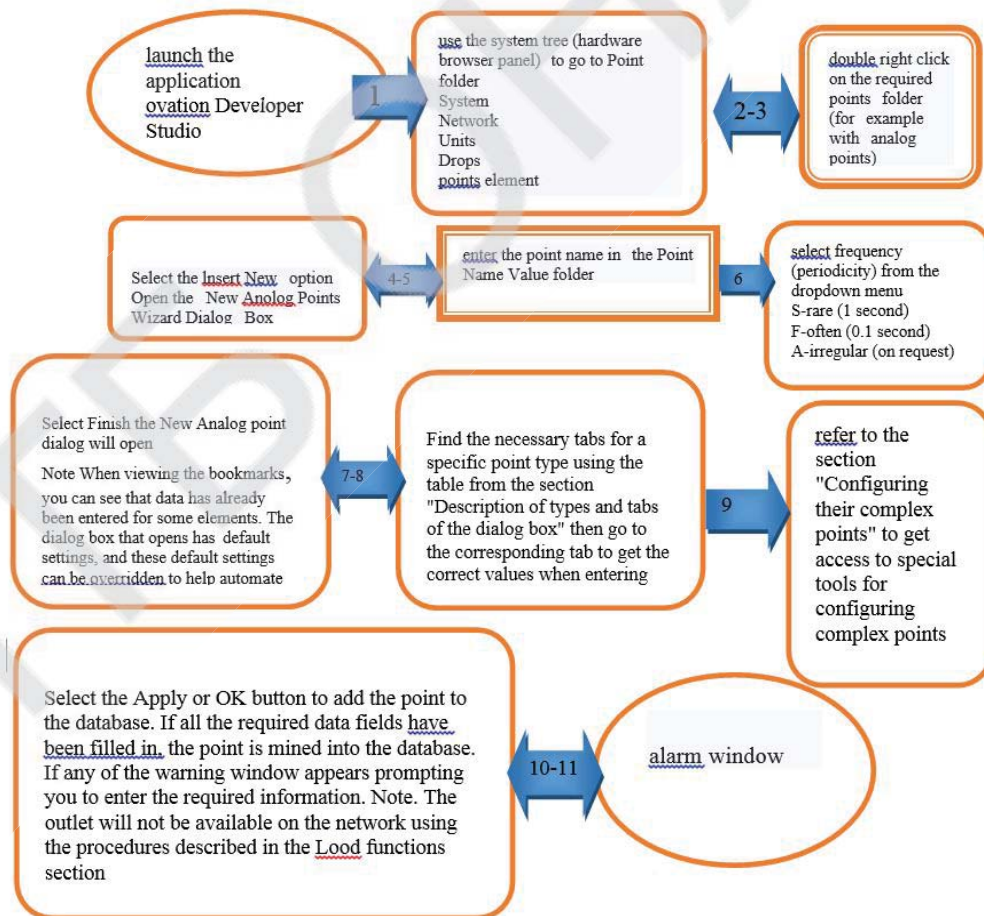 launch the
application
ovation Developer
Studio
1
use the system tree (hardware
browser panel) to go to Point
folder
System
Network
Units
Drops
points element
2-3
double right click
on the required
points folder
(for example
with analog
points)
Select the lnsert New option
Open the New Anolog Points
Wizard Dialog Box
4-5
enter the point name in the Point
Name Value folder
6
select frequency
(periodicity) from the
dropdown menu
S-rare (1 second)
F-often (0.1 second)
A-irregular (on request)
Select Finish the New Analog point
dialog will open
Note When viewing the bookmarks,
you can see that data has already
been entered for some elements. The
dialog box that opens has default
settings, and these default settings
can be overridden to help automate
7-8
Find the necessary tabs for a
specific point type using the
table from the section
"Description of types and tabs
of the dialog box" then go to
the corresponding tab to get the
correct values when entering
9
refer to the
section
"Configuring
their complex
points" to get
access to special
tools for
configuring
complex points
Select the Apply or OK button to add the point to
the database. If all the required data fields have
been filled in, the point is mined into the database.
If any of the warning window appears prompting
you to enter the required information. Note. The
outlet will not be available on the network using
the procedures described in the Lood functions
section
10-11
alarm window